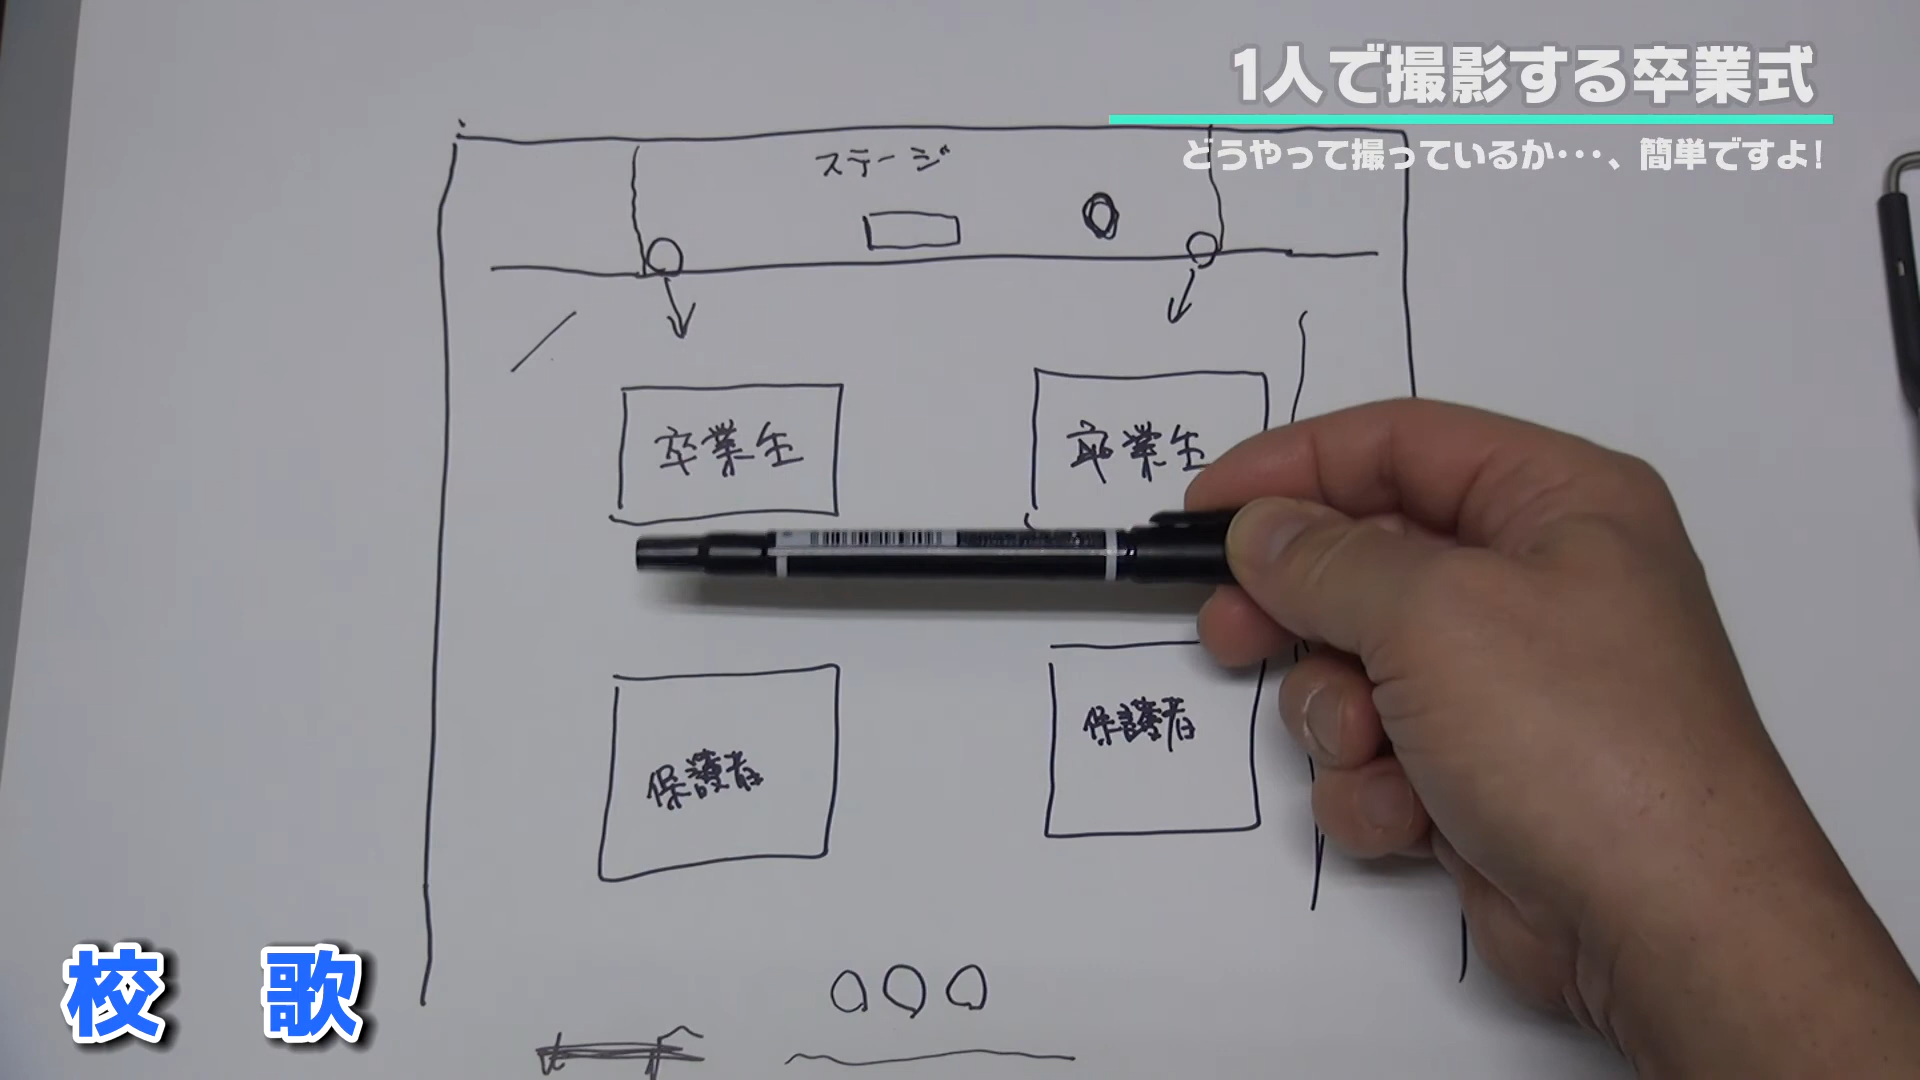 1人で撮影する卒業式
どうやって撮っているか･･･、簡単ですよ!
ステージ
卒業生
卒業生
保護者
保護者
校 歌